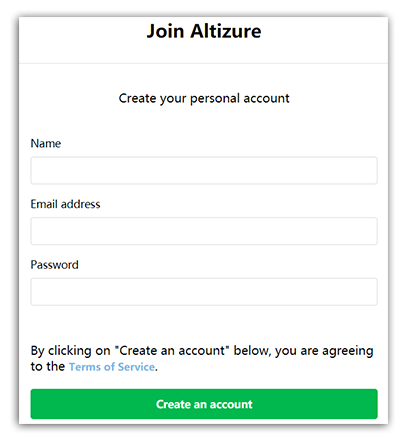 Join Altizure
Create your personal account
Name
Email address
Password
By clicking on "Create an account" below, you are agreeing
to the Terms of Service.
Create an account